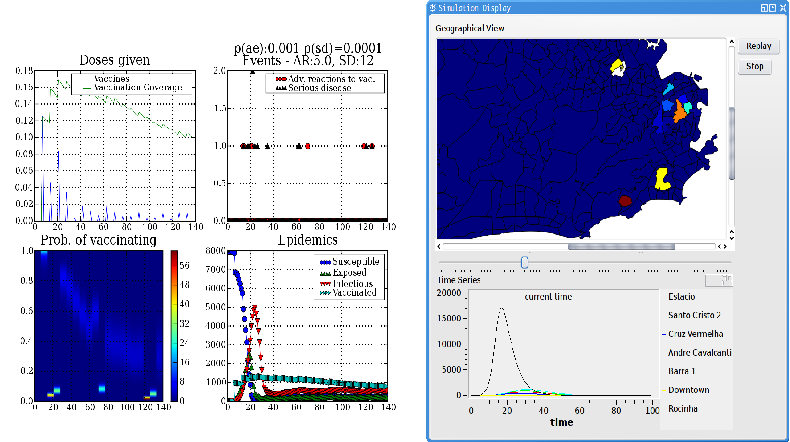 Doses given
Vaccines
Vaccination Coverage
0.18
0.16
0.14
0.12
0.10
0.08
0.06
0.04
0.02
0.00
0 20 40 60 80 100 120 140
p(ae):0.001 p(sd)=0.0001
Events - AR:5.0, SD:12
Adv. reactions to vac.
Serious disease
2.0
1.5
1.0
0.5
0.0
0 20 40 60 80 100 120 140
Prob. of vaccinating
1.0
0.8
0.6
0.4
0.2
0.0
0 20 40 60 80 100 120 140
56
48
40
32
24
16
8
0
Epidemics
Susceptible
Exposed
Infectious
Vaccinated
8000
7000
6000
5000
4000
3000
2000
1000
0
0 20 40 60 80 100 120 140
Simulation Display
Geographical View
Replay
Stop
Time Series
current time
20000
15000
10000
5000
0
0 20 40 60 80 100
time
Estacio
Santo Cristo 2
Cruz Vermelha
Andre Cavalcanti
Barra 1
Downtown
Rocinha